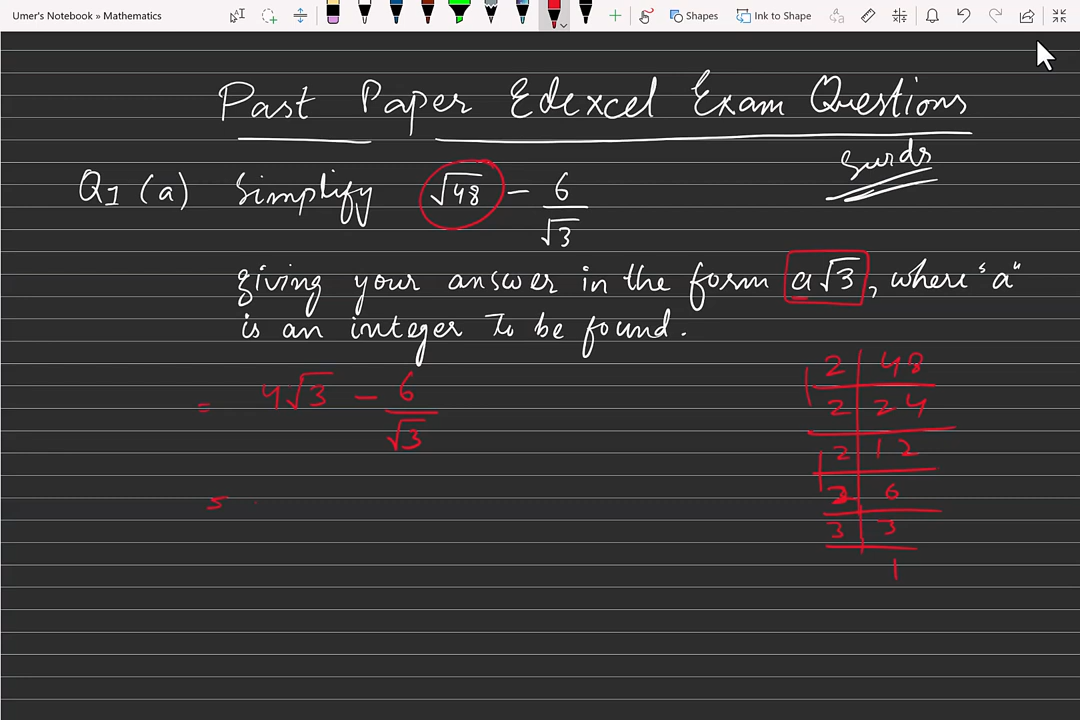 Umer's Notebook » Mathematics
Shapes
Ink to Shape
Past Paper Edexcel Exam Questions
Surds
Q1 (a) Simplify √48 − 6/√3
giving your answer in the form a√3, where "a"
is an integer To be found.
= 4√3 − 6/√3
=
2 | 48
2 | 24
2 | 12
2 | 6
3 | 3
1